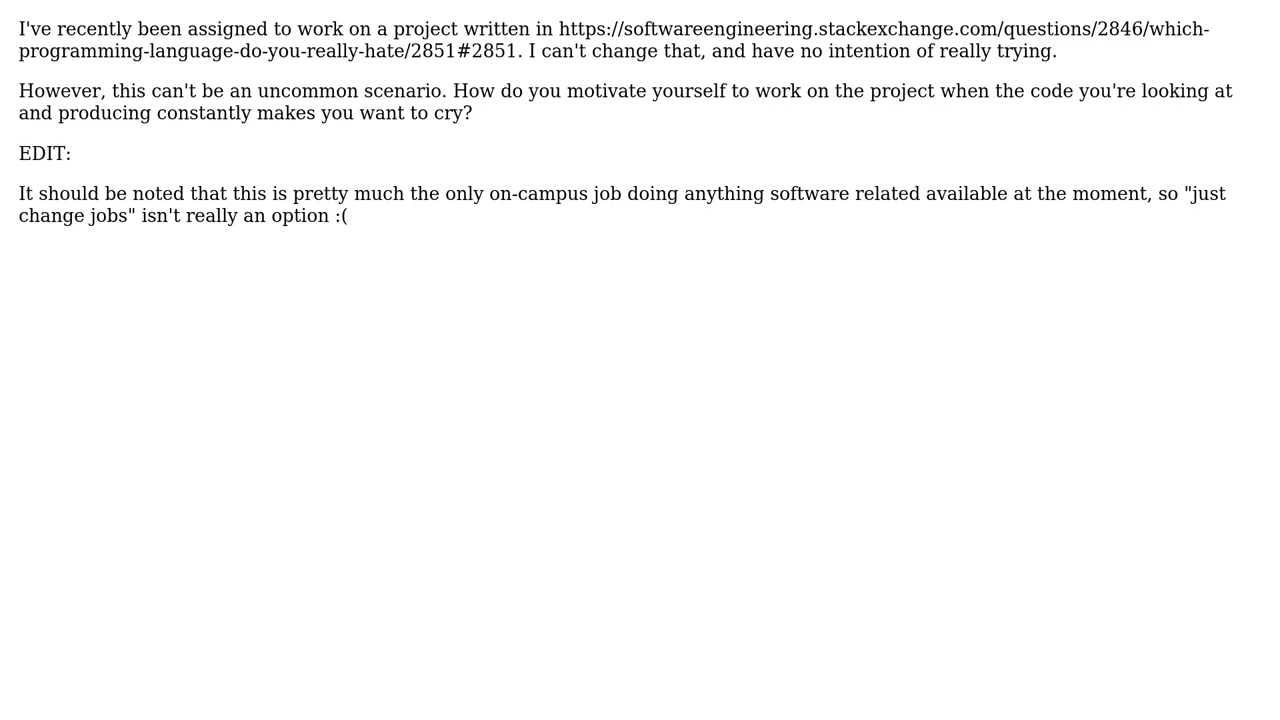 I've recently been assigned to work on a project written in https://softwareengineering.stackexchange.com/questions/2846/which-
programming-language-do-you-really-hate/2851#2851. I can't change that, and have no intention of really trying.
However, this can't be an uncommon scenario. How do you motivate yourself to work on the project when the code you're looking at
and producing constantly makes you want to cry?
EDIT:
It should be noted that this is pretty much the only on-campus job doing anything software related available at the moment, so "just
change jobs" isn't really an option :(